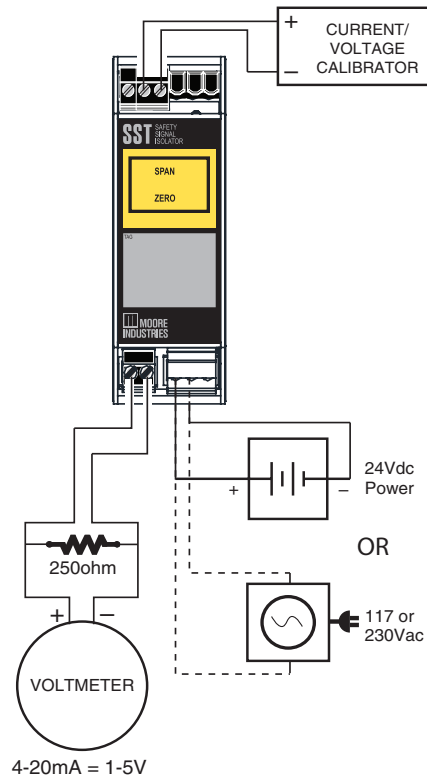 +
CURRENT/
VOLTAGE
CALIBRATOR
−
SST SAFETY
SIGNAL
ISOLATOR
SPAN
ZERO
TAG
MOORE
INDUSTRIES
24Vdc
Power
+ −
OR
250ohm
+ −
117 or
230Vac
VOLTMETER
4-20mA = 1-5V